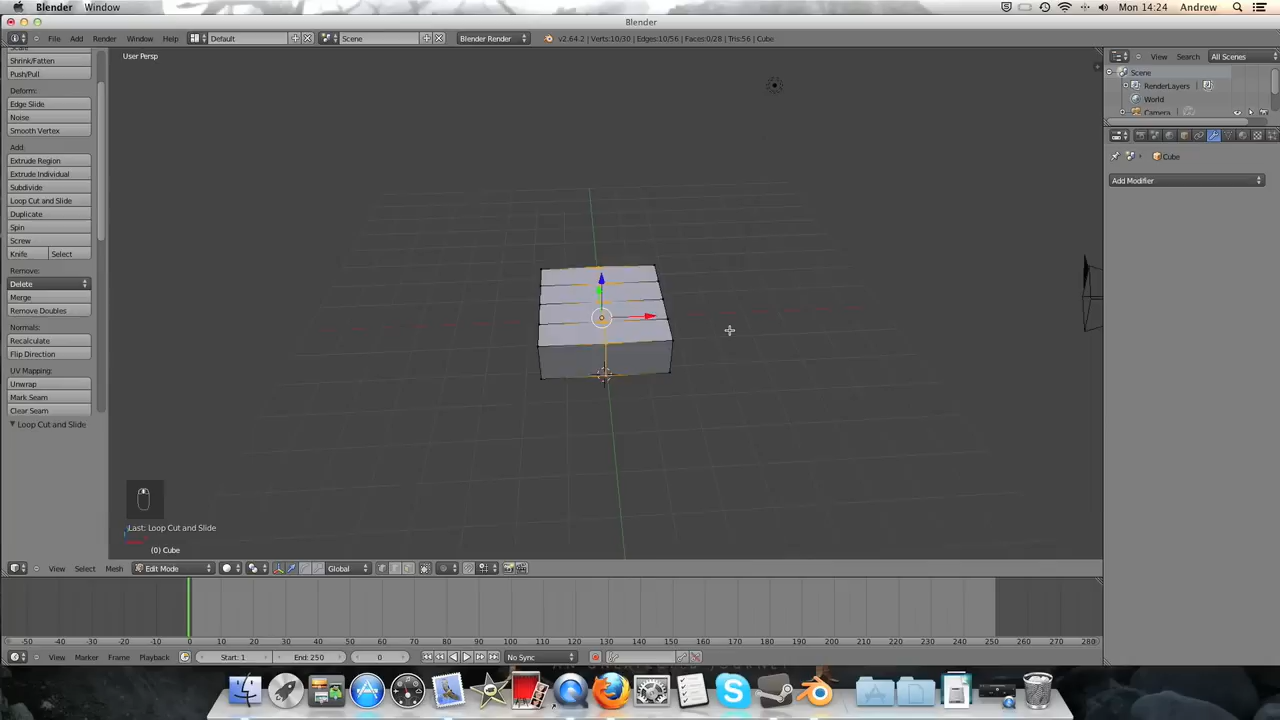 Blender Window Mon 14:24 Andrew
Blender
File Add Render Window Help Default Scene Blender Render v2.64.2 | Verts:10/30 | Edges:10/56 | Faces:0/28 | Tris:56 | Cube
View Search All Scenes
User Persp
Scene
RenderLayers
World
Camera
Cube
Add Modifier
Scale
Shrink/Fatten
Push/Pull
Deform:
Edge Slide
Noise
Smooth Vertex
Add:
Extrude Region
Extrude Individual
Subdivide
Loop Cut and Slide
Duplicate
Spin
Screw
Knife Select
Remove:
Delete
Merge
Remove Doubles
Normals:
Recalculate
Flip Direction
UV Mapping:
Unwrap
Mark Seam
Clear Seam
Loop Cut and Slide
Last: Loop Cut and Slide
(0) Cube
View Select Mesh Edit Mode Global
-50 -40 -30 -20 -10 0 10 20 30 40 50 60 70 80 90 100 110 120 130 140 150 160 170 180 190 200 210 220 230 240 250 260 270 280
View Marker Frame Playback Start: 1 End: 250 0 No Sync